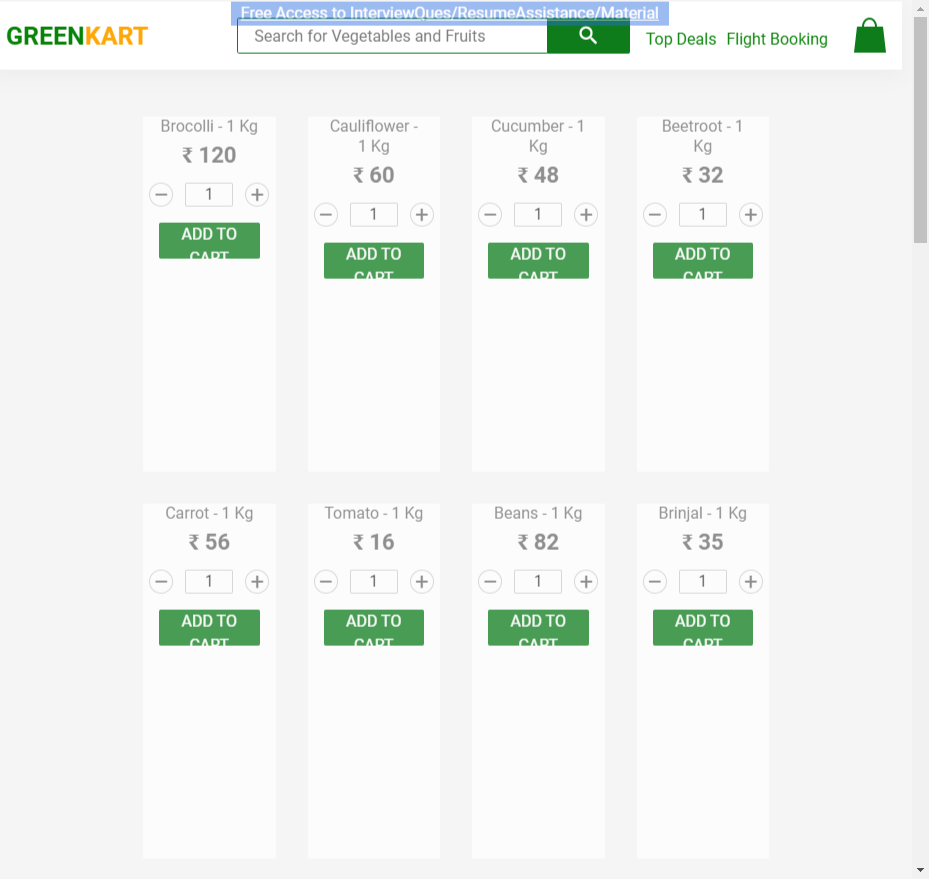 Free Access to InterviewQues/ResumeAssistance/Material
GREENKART
Search for Vegetables and Fruits
Top Deals Flight Booking
Brocolli - 1 Kg
₹ 120
1
ADD TO
CART
Cauliflower -
1 Kg
₹ 60
1
ADD TO
CART
Cucumber - 1
Kg
₹ 48
1
ADD TO
CART
Beetroot - 1
Kg
₹ 32
1
ADD TO
CART
Carrot - 1 Kg
₹ 56
1
ADD TO
CART
Tomato - 1 Kg
₹ 16
1
ADD TO
CART
Beans - 1 Kg
₹ 82
1
ADD TO
CART
Brinjal - 1 Kg
₹ 35
1
ADD TO
CART